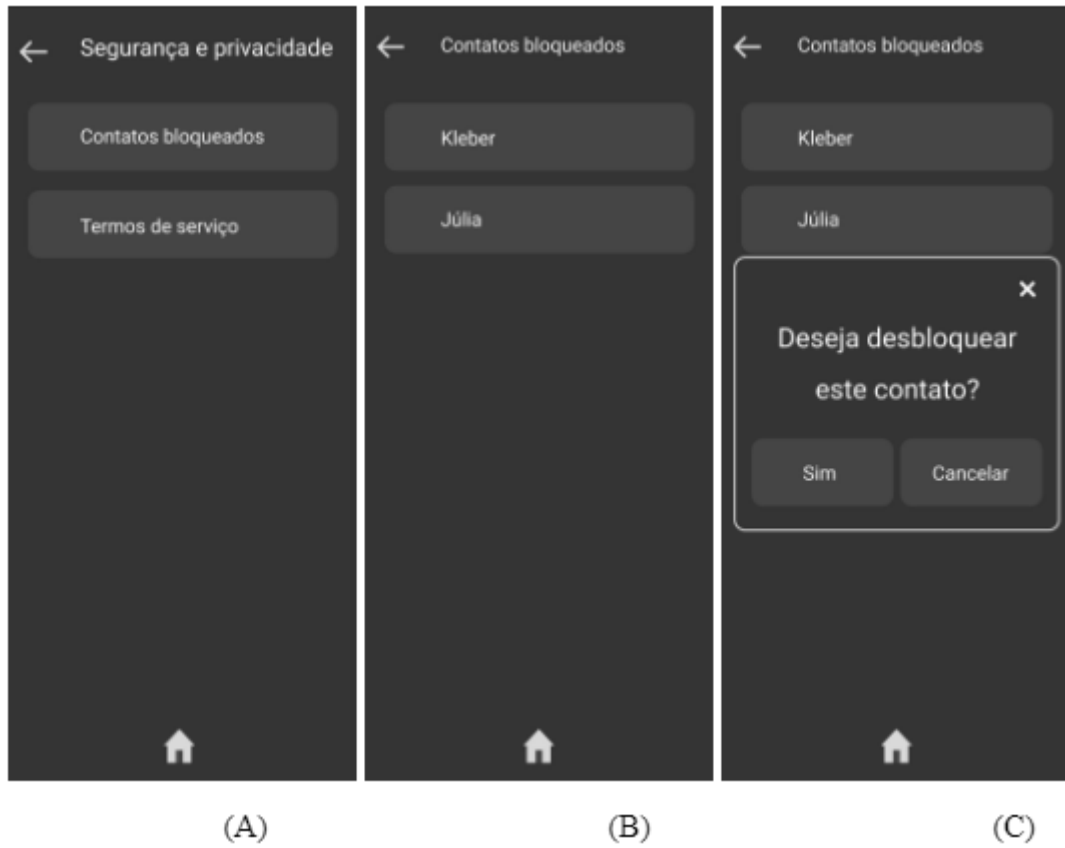 Segurança e privacidade
Contatos bloqueados
Termos de serviço
Contatos bloqueados
Kleber
Júlia
Contatos bloqueados
Kleber
Júlia
Deseja desbloquear
este contato?
Sim
Cancelar
(A)
(B)
(C)